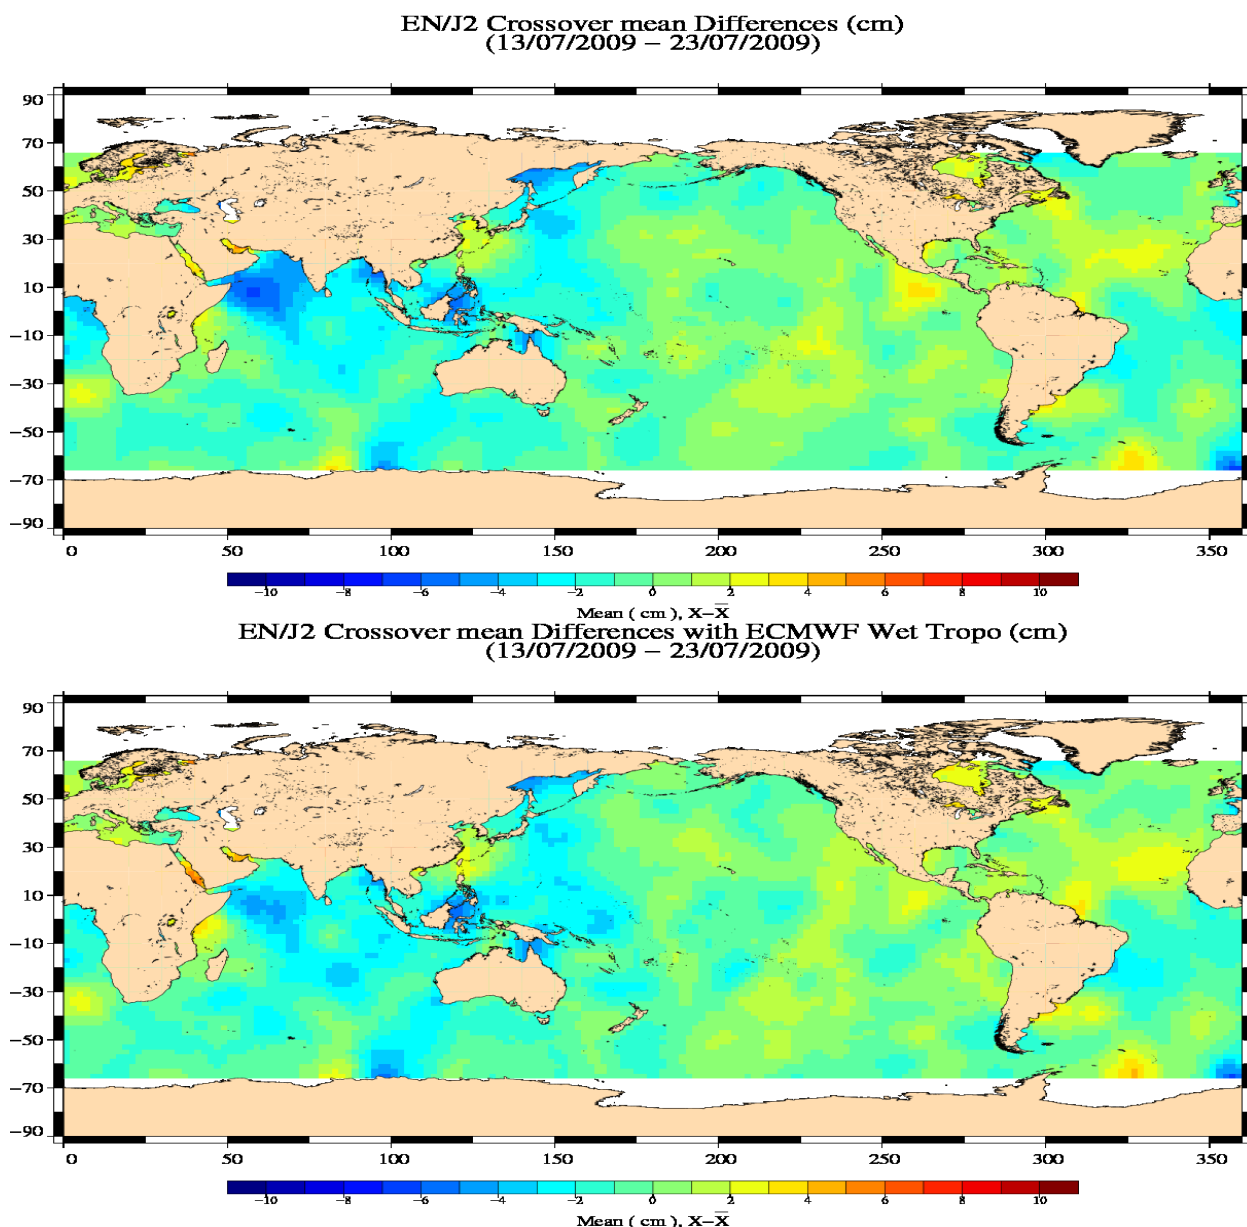 EN/J2 Crossover mean Differences (cm)
(13/07/2009 – 23/07/2009)
90
70
50
30
10
−10
−30
−50
−70
−90
0 50 100 150 200 250 300 350
−10 −8 −6 −4 −2 0 2 4 6 8 10
Mean ( cm ), X−X̄
EN/J2 Crossover mean Differences with ECMWF Wet Tropo (cm)
(13/07/2009 – 23/07/2009)
90
70
50
30
10
−10
−30
−50
−70
−90
0 50 100 150 200 250 300 350
−10 −8 −6 −4 −2 0 2 4 6 8 10
Mean ( cm ), X−X̄